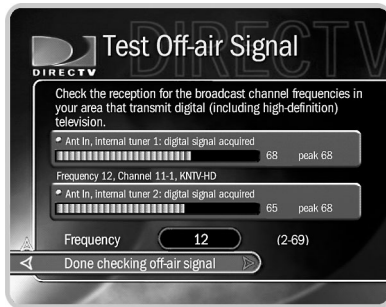 Test Off-air Signal
DIRECTV
Check the reception for the broadcast channel frequencies in
your area that transmit digital (including high-definition)
television.
Ant In, internal tuner 1: digital signal acquired
68 peak 68
Frequency 12, Channel 11-1, KNTV-HD
Ant In, internal tuner 2: digital signal acquired
65 peak 68
Frequency 12 (2-69)
Done checking off-air signal